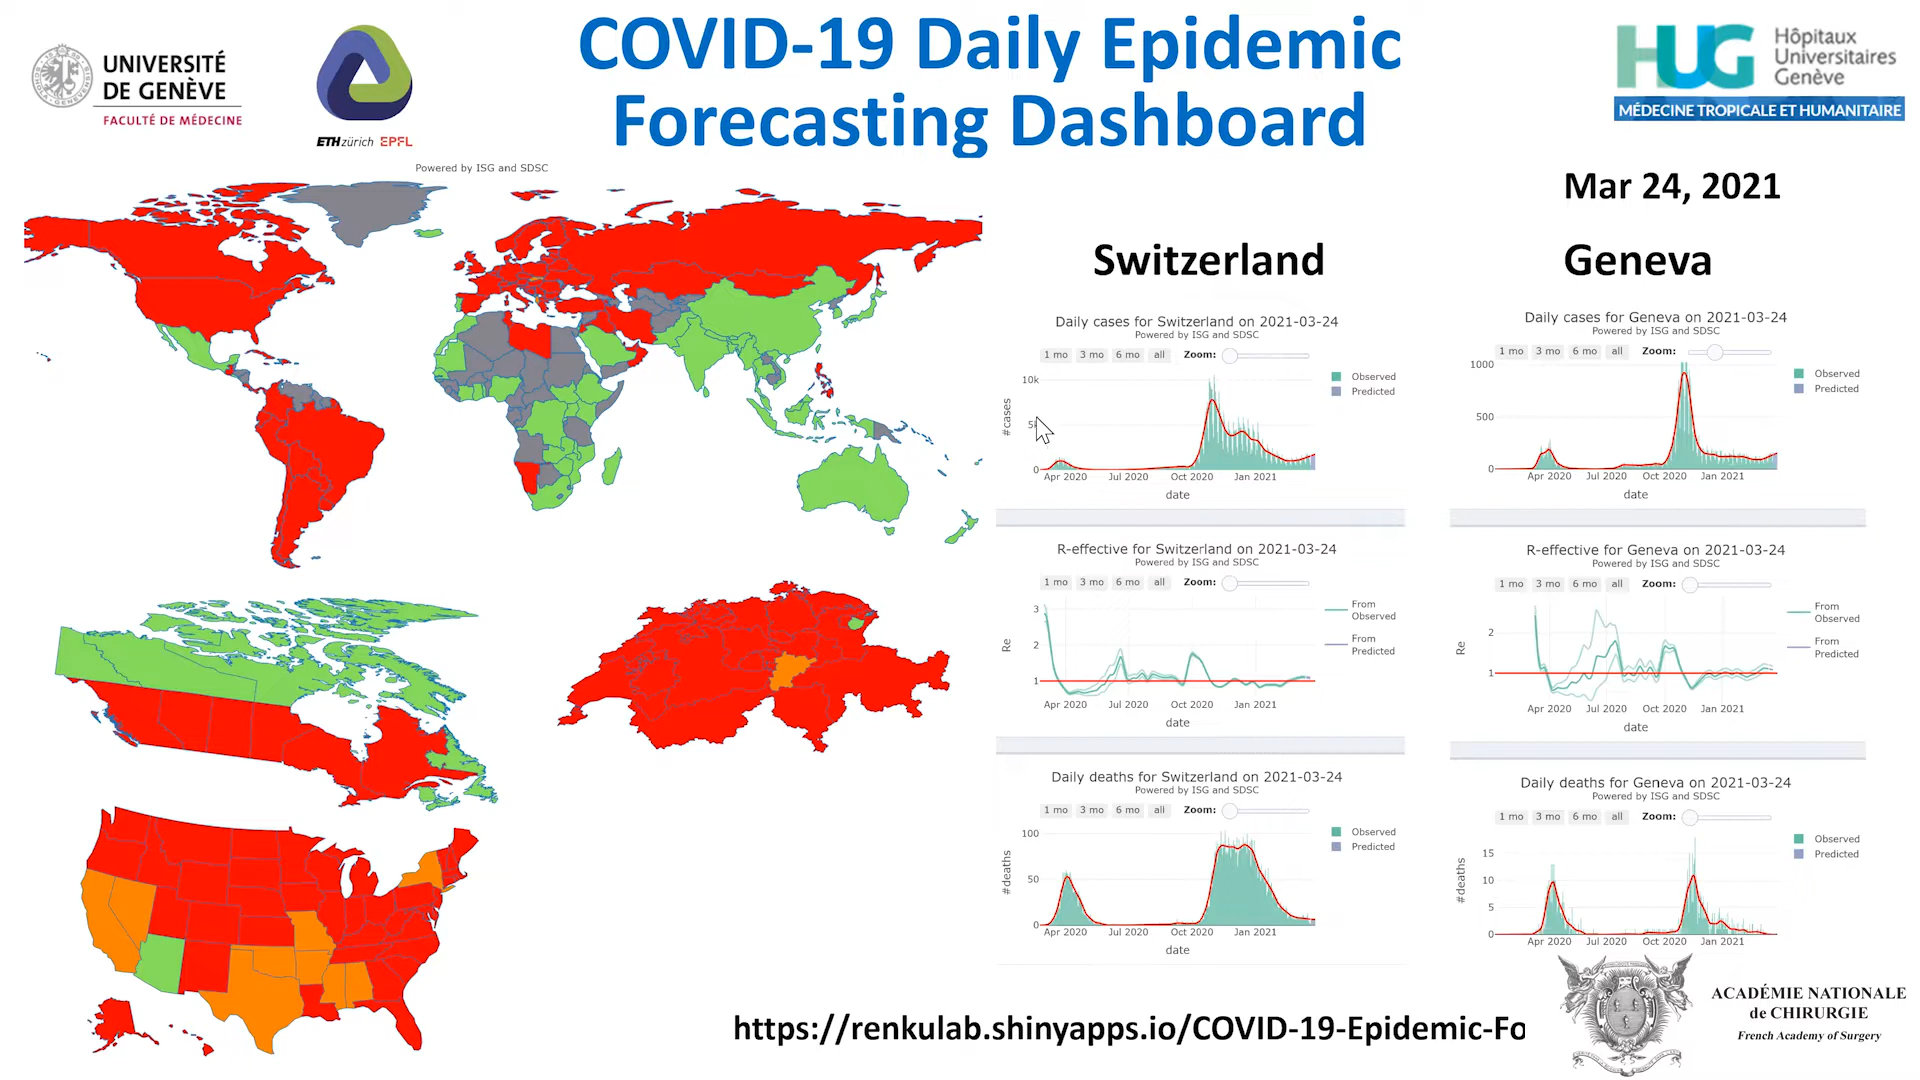 UNIVERSITÉ
DE GENÈVE
FACULTÉ DE MÉDECINE
ETH zürich EPFL
COVID-19 Daily Epidemic
Forecasting Dashboard
HUG
Hôpitaux
Universitaires
Genève
MÉDECINE TROPICALE ET HUMANITAIRE
Powered by ISG and SDSC
Mar 24, 2021
Switzerland
Geneva
Daily cases for Switzerland on 2021-03-24
Powered by ISG and SDSC
1 mo 3 mo 6 mo all Zoom:
10k
5
0
#cases
Apr 2020 Jul 2020 Oct 2020 Jan 2021
date
Observed
Predicted
Daily cases for Geneva on 2021-03-24
Powered by ISG and SDSC
1 mo 3 mo 6 mo all Zoom:
1000
500
0
Apr 2020 Jul 2020 Oct 2020 Jan 2021
date
Observed
Predicted
R-effective for Switzerland on 2021-03-24
Powered by ISG and SDSC
1 mo 3 mo 6 mo all Zoom:
3
2
1
Re
Apr 2020 Jul 2020 Oct 2020 Jan 2021
date
From
Observed
From
Predicted
R-effective for Geneva on 2021-03-24
Powered by ISG and SDSC
1 mo 3 mo 6 mo all Zoom:
2
1
Re
Apr 2020 Jul 2020 Oct 2020 Jan 2021
date
From
Observed
From
Predicted
Daily deaths for Switzerland on 2021-03-24
Powered by ISG and SDSC
1 mo 3 mo 6 mo all Zoom:
100
50
0
#deaths
Apr 2020 Jul 2020 Oct 2020 Jan 2021
date
Observed
Predicted
Daily deaths for Geneva on 2021-03-24
Powered by ISG and SDSC
1 mo 3 mo 6 mo all Zoom:
15
10
5
0
#deaths
Apr 2020 Jul 2020 Oct 2020 Jan 2021
Observed
Predicted
https://renkulab.shinyapps.io/COVID-19-Epidemic-Fo
ACADÉMIE NATIONALE
de CHIRURGIE
French Academy of Surgery